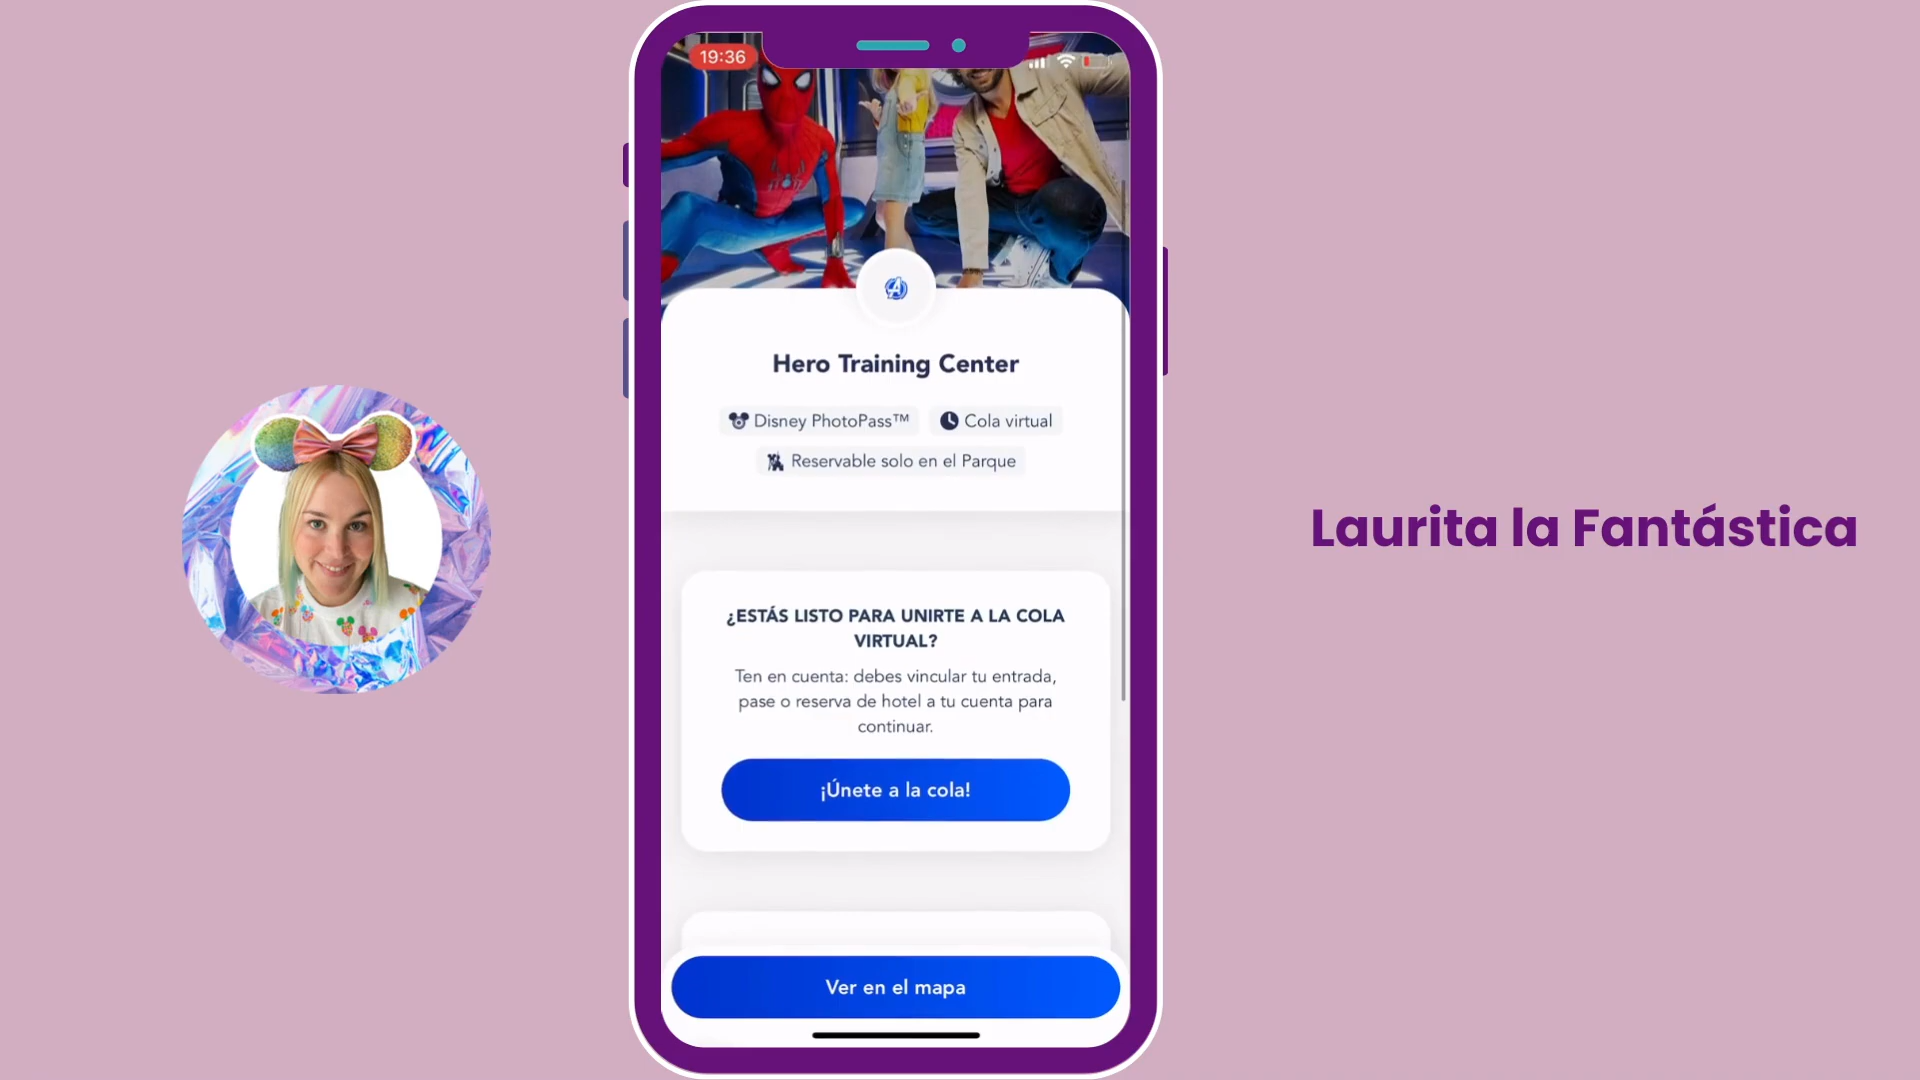 19:36
Hero Training Center
Disney PhotoPass™
Cola virtual
Reservable solo en el Parque
¿ESTÁS LISTO PARA UNIRTE A LA COLA
VIRTUAL?
Ten en cuenta: debes vincular tu entrada,
pase o reserva de hotel a tu cuenta para
continuar.
¡Únete a la cola!
Ver en el mapa
Laurita la Fantástica